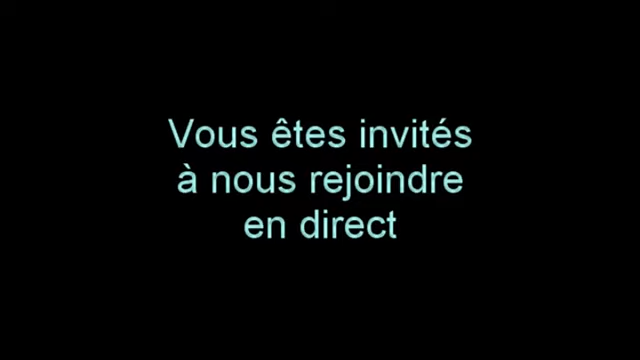 Vous êtes invités
à nous rejoindre
en direct